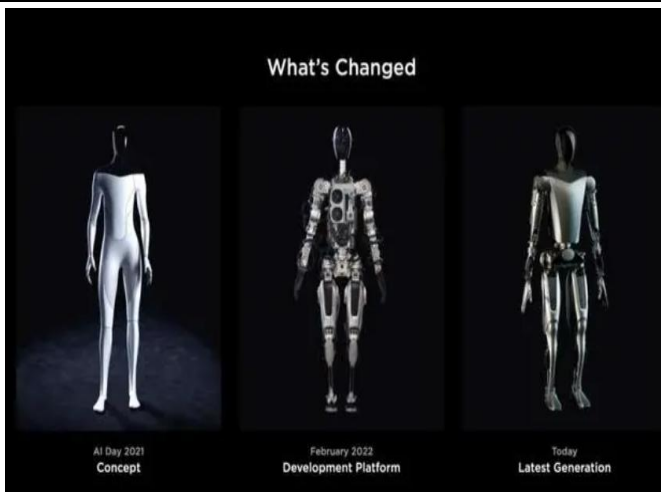 What's Changed
AI Day 2021
Concept
February 2022
Development Platform
Today
Latest Generation